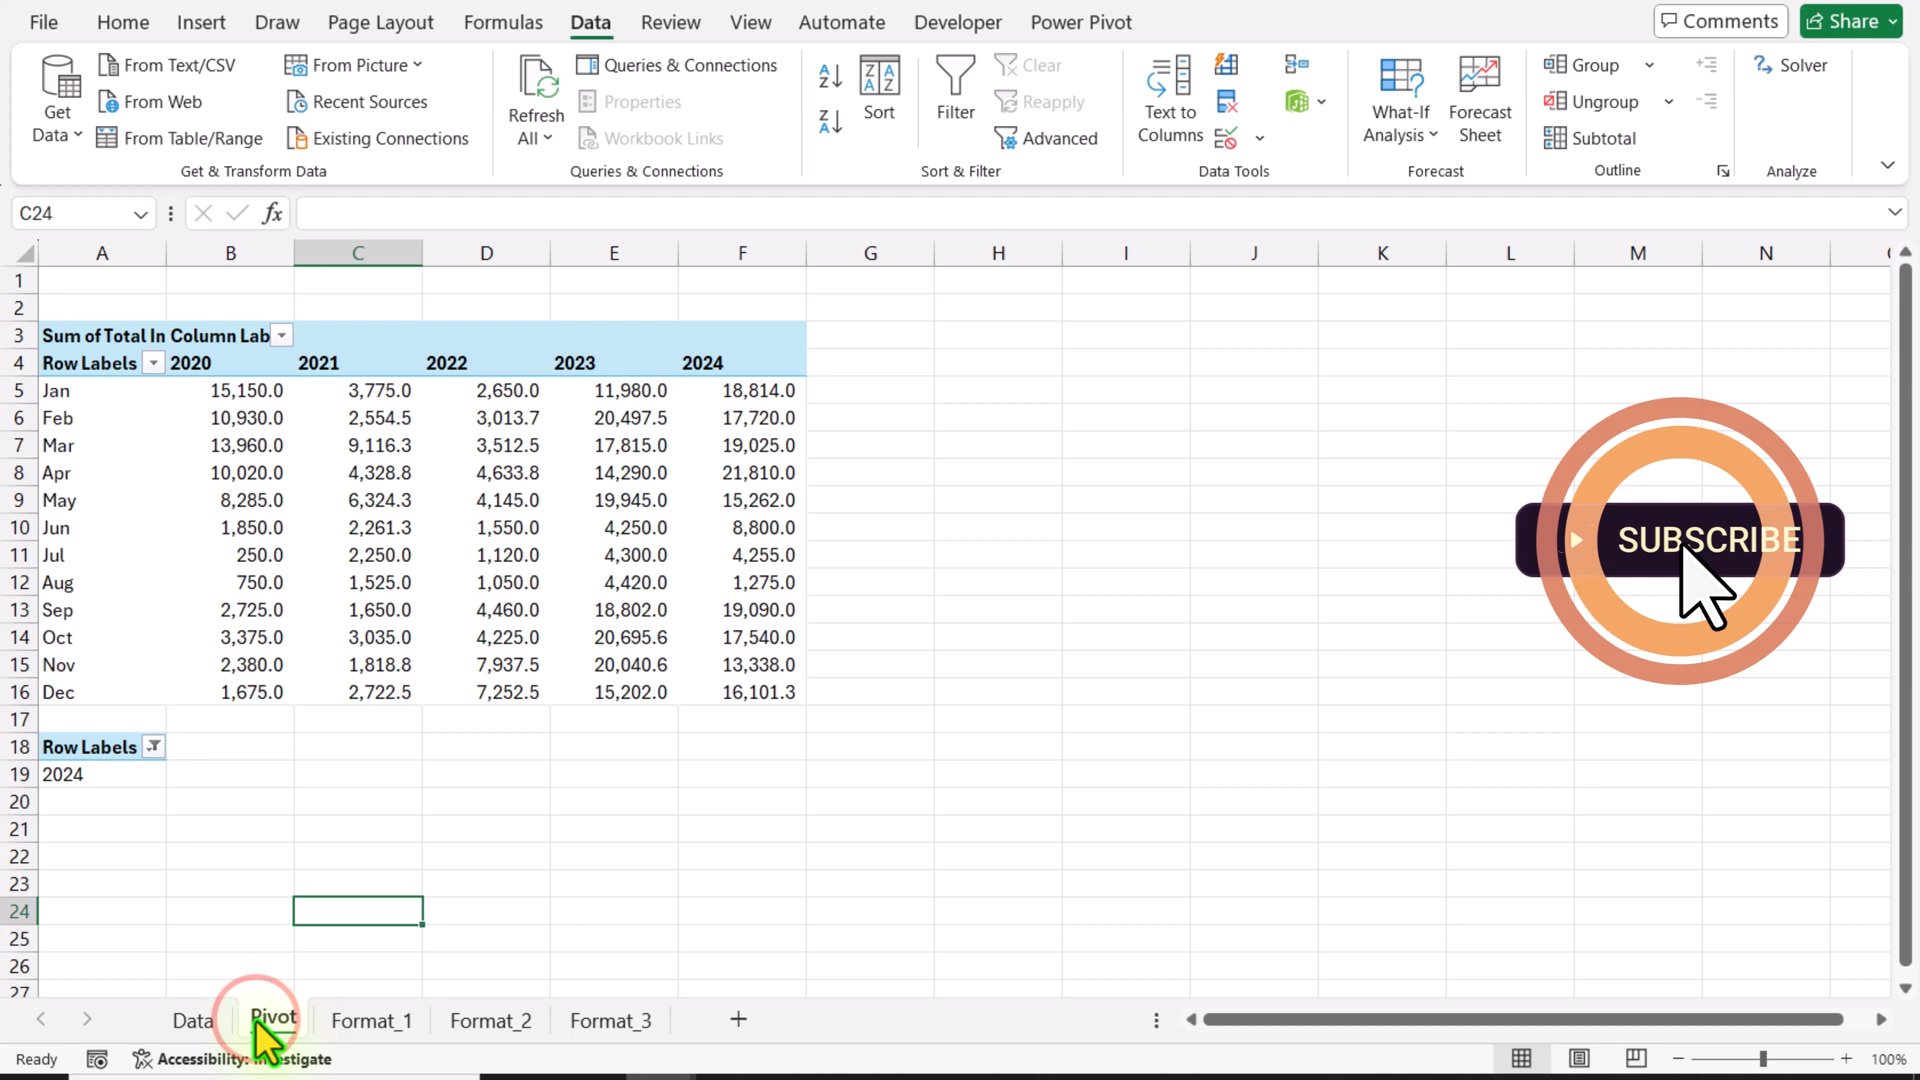 File Home Insert Draw Page Layout Formulas Data Review View Automate Developer Power Pivot Comments Share
Get Data From Text/CSV From Web From Table/Range From Picture Recent Sources Existing Connections
Get & Transform Data
Refresh All Queries & Connections Properties Workbook Links
Queries & Connections
Sort Filter Clear Reapply Advanced
Sort & Filter
Text to Columns
Data Tools
What-If Analysis Forecast Sheet
Forecast
Group Ungroup Subtotal
Outline
Solver
Analyze
C24 fx
A B C D E F G H I J K L M N
1
2
3 Sum of Total In Column Lab
4 Row Labels 2020 2021 2022 2023 2024
5 Jan 15,150.0 3,775.0 2,650.0 11,980.0 18,814.0
6 Feb 10,930.0 2,554.5 3,013.7 20,497.5 17,720.0
7 Mar 13,960.0 9,116.3 3,512.5 17,815.0 19,025.0
8 Apr 10,020.0 4,328.8 4,633.8 14,290.0 21,810.0
9 May 8,285.0 6,324.3 4,145.0 19,945.0 15,262.0
10 Jun 1,850.0 2,261.3 1,550.0 4,250.0 8,800.0
11 Jul 250.0 2,250.0 1,120.0 4,300.0 4,255.0
12 Aug 750.0 1,525.0 1,050.0 4,420.0 1,275.0
13 Sep 2,725.0 1,650.0 4,460.0 18,802.0 19,090.0
14 Oct 3,375.0 3,035.0 4,225.0 20,695.6 17,540.0
15 Nov 2,380.0 1,818.8 7,937.5 20,040.6 13,338.0
16 Dec 1,675.0 2,722.5 7,252.5 15,202.0 16,101.3
17
18 Row Labels
19 2024
20
21
22
23
24
25
26
27
SUBSCRIBE
Data Pivot Format_1 Format_2 Format_3
Ready Accessibility: Investigate 100%